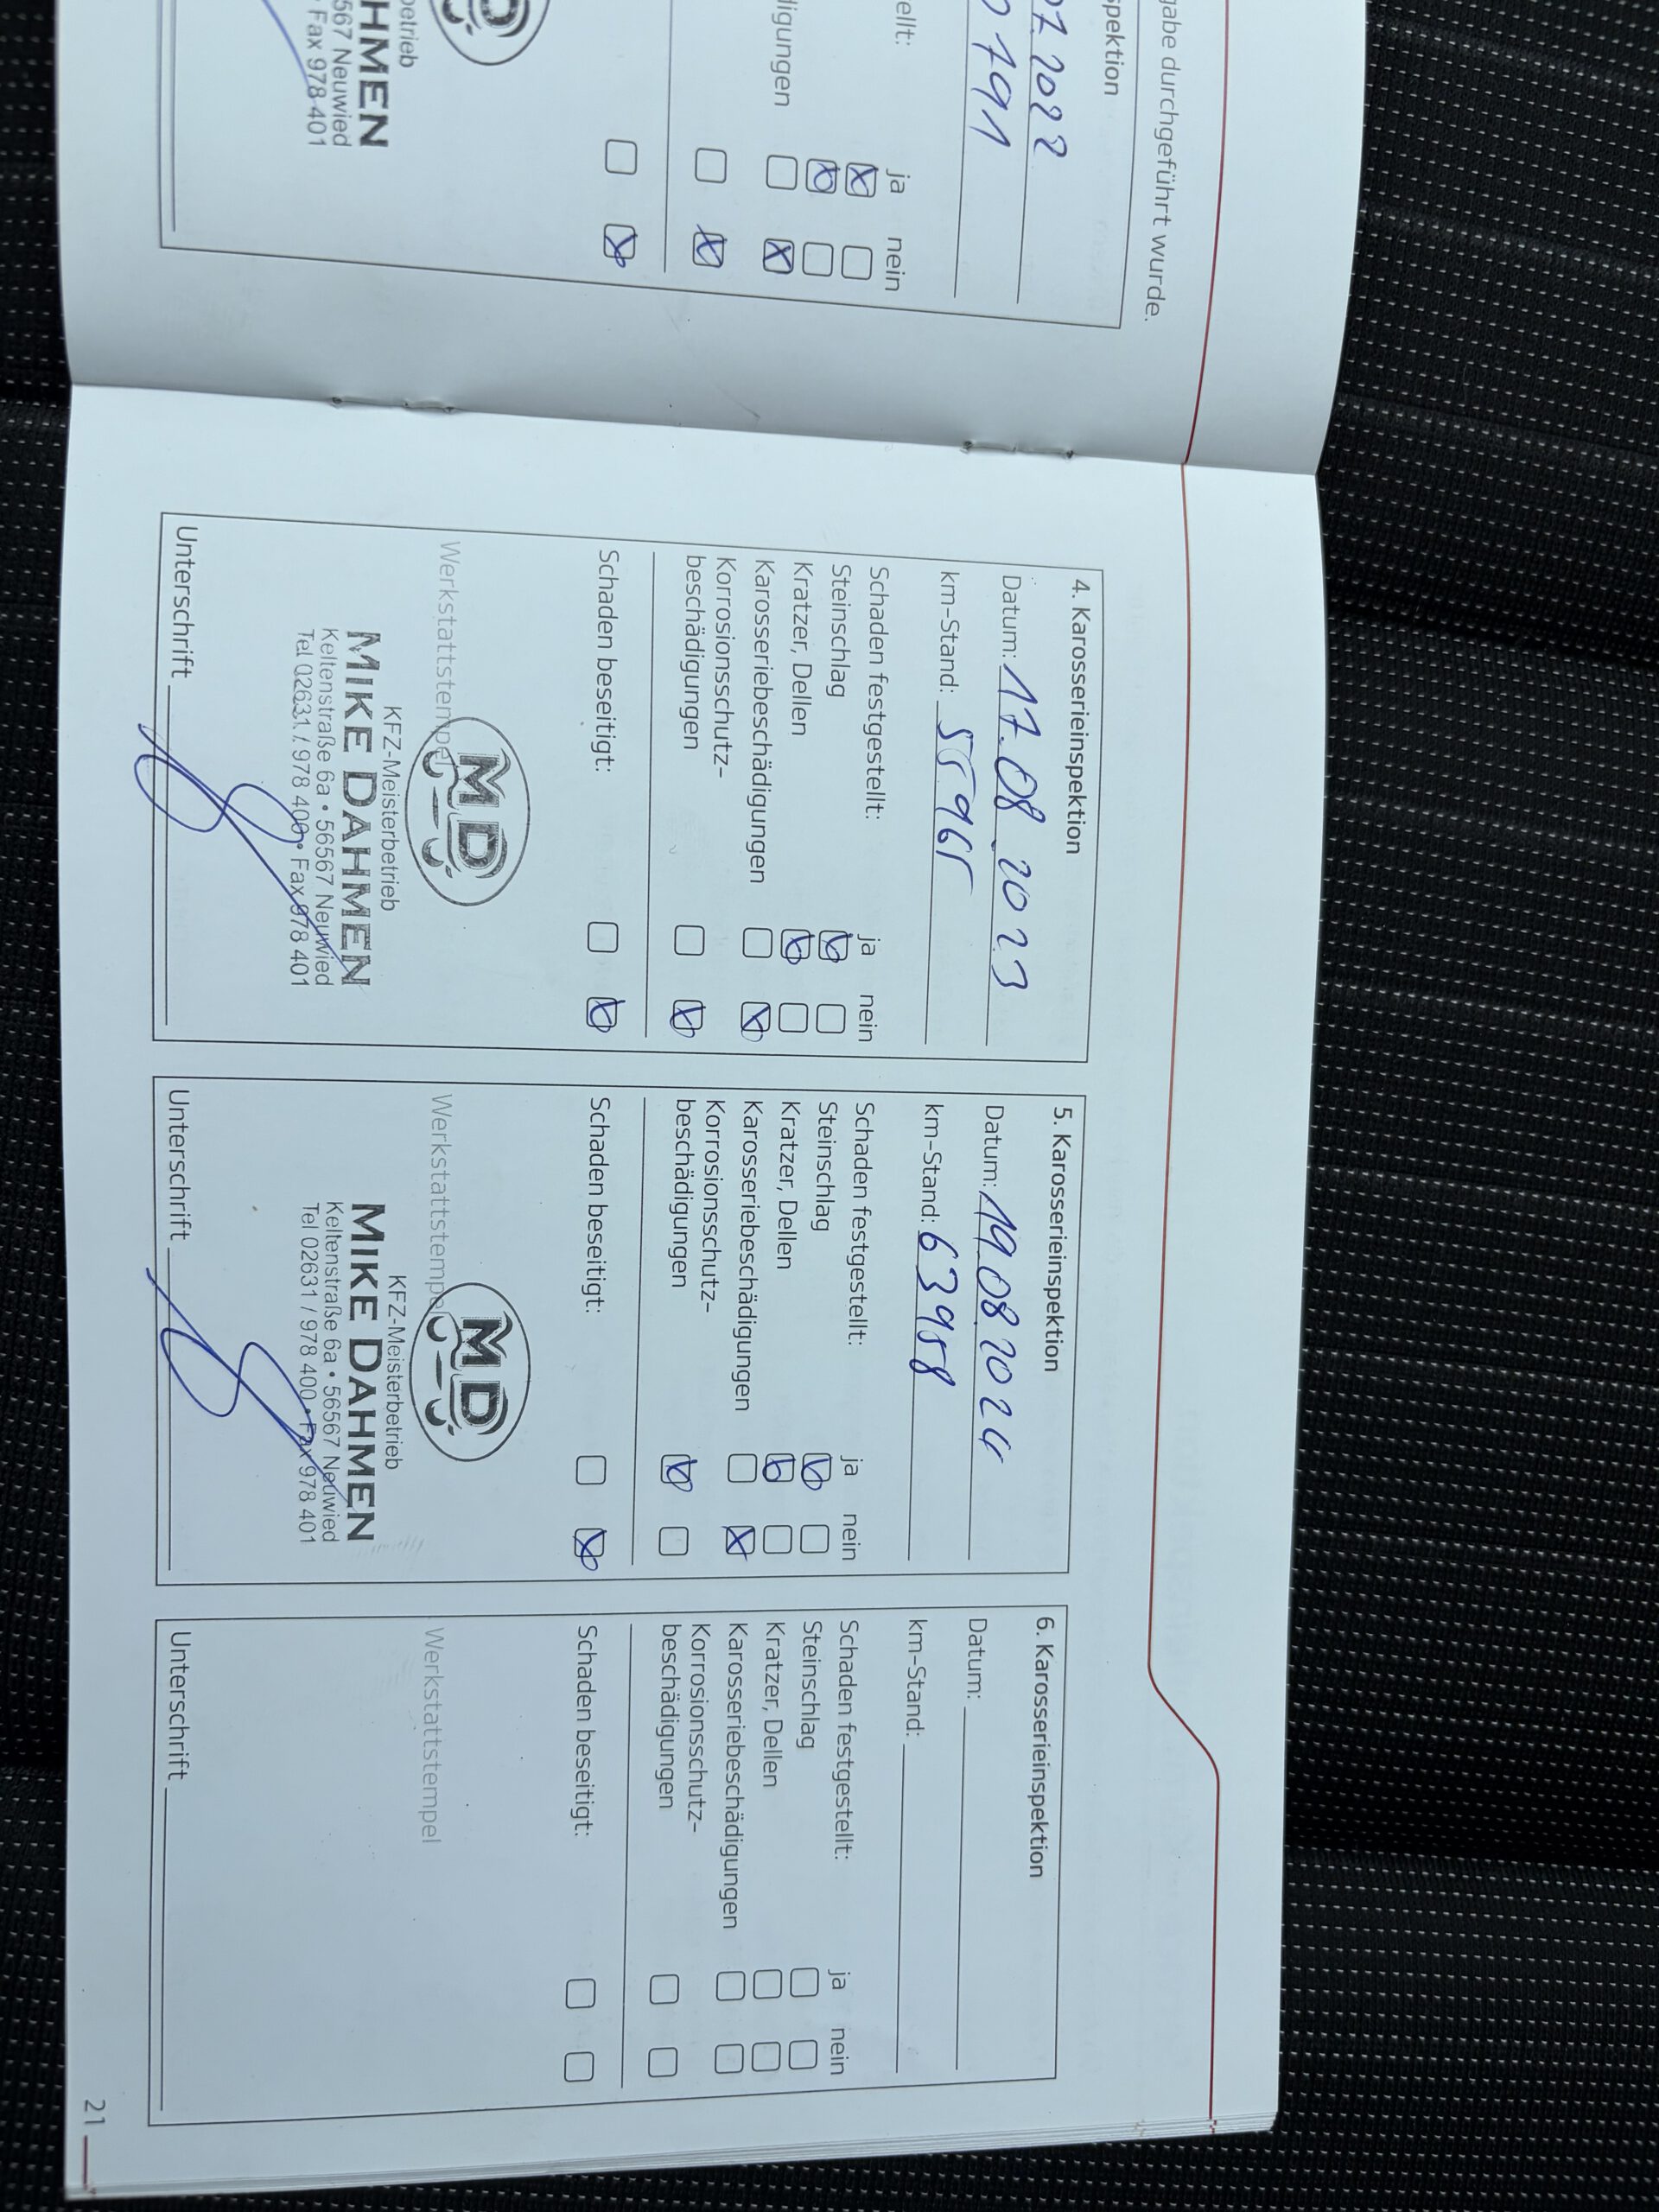 gabe durchgeführt wurde.
spektion
07.2022
791
ellt:
ja nein
digungen
betrieb
HMEN
567 Neuwied
Fax 978 401
4. Karosserieinspektion
Datum: 17.08.2023
km-Stand: 55965
Schaden festgestellt:
ja nein
Steinschlag
Kratzer, Dellen
Karosseriebeschädigungen
Korrosionsschutz-
beschädigungen
Schaden beseitigt:
Werkstattstempel
MD
KFZ-Meisterbetrieb
MIKE DAHMEN
Keltenstraße 6a • 56567 Neuwied
Tel 02631 / 978 400 • Fax 978 401
Unterschrift
5. Karosserieinspektion
Datum: 19.08.2024
km-Stand: 63958
Schaden festgestellt:
ja nein
Steinschlag
Kratzer, Dellen
Karosseriebeschädigungen
Korrosionsschutz-
beschädigungen
Schaden beseitigt:
Werkstattstempel
MD
KFZ-Meisterbetrieb
MIKE DAHMEN
Keltenstraße 6a • 56567 Neuwied
Tel 02631 / 978 400 • Fax 978 401
Unterschrift
6. Karosserieinspektion
Datum:
km-Stand:
Schaden festgestellt:
ja nein
Steinschlag
Kratzer, Dellen
Karosseriebeschädigungen
Korrosionsschutz-
beschädigungen
Schaden beseitigt:
Werkstattstempel
Unterschrift
21